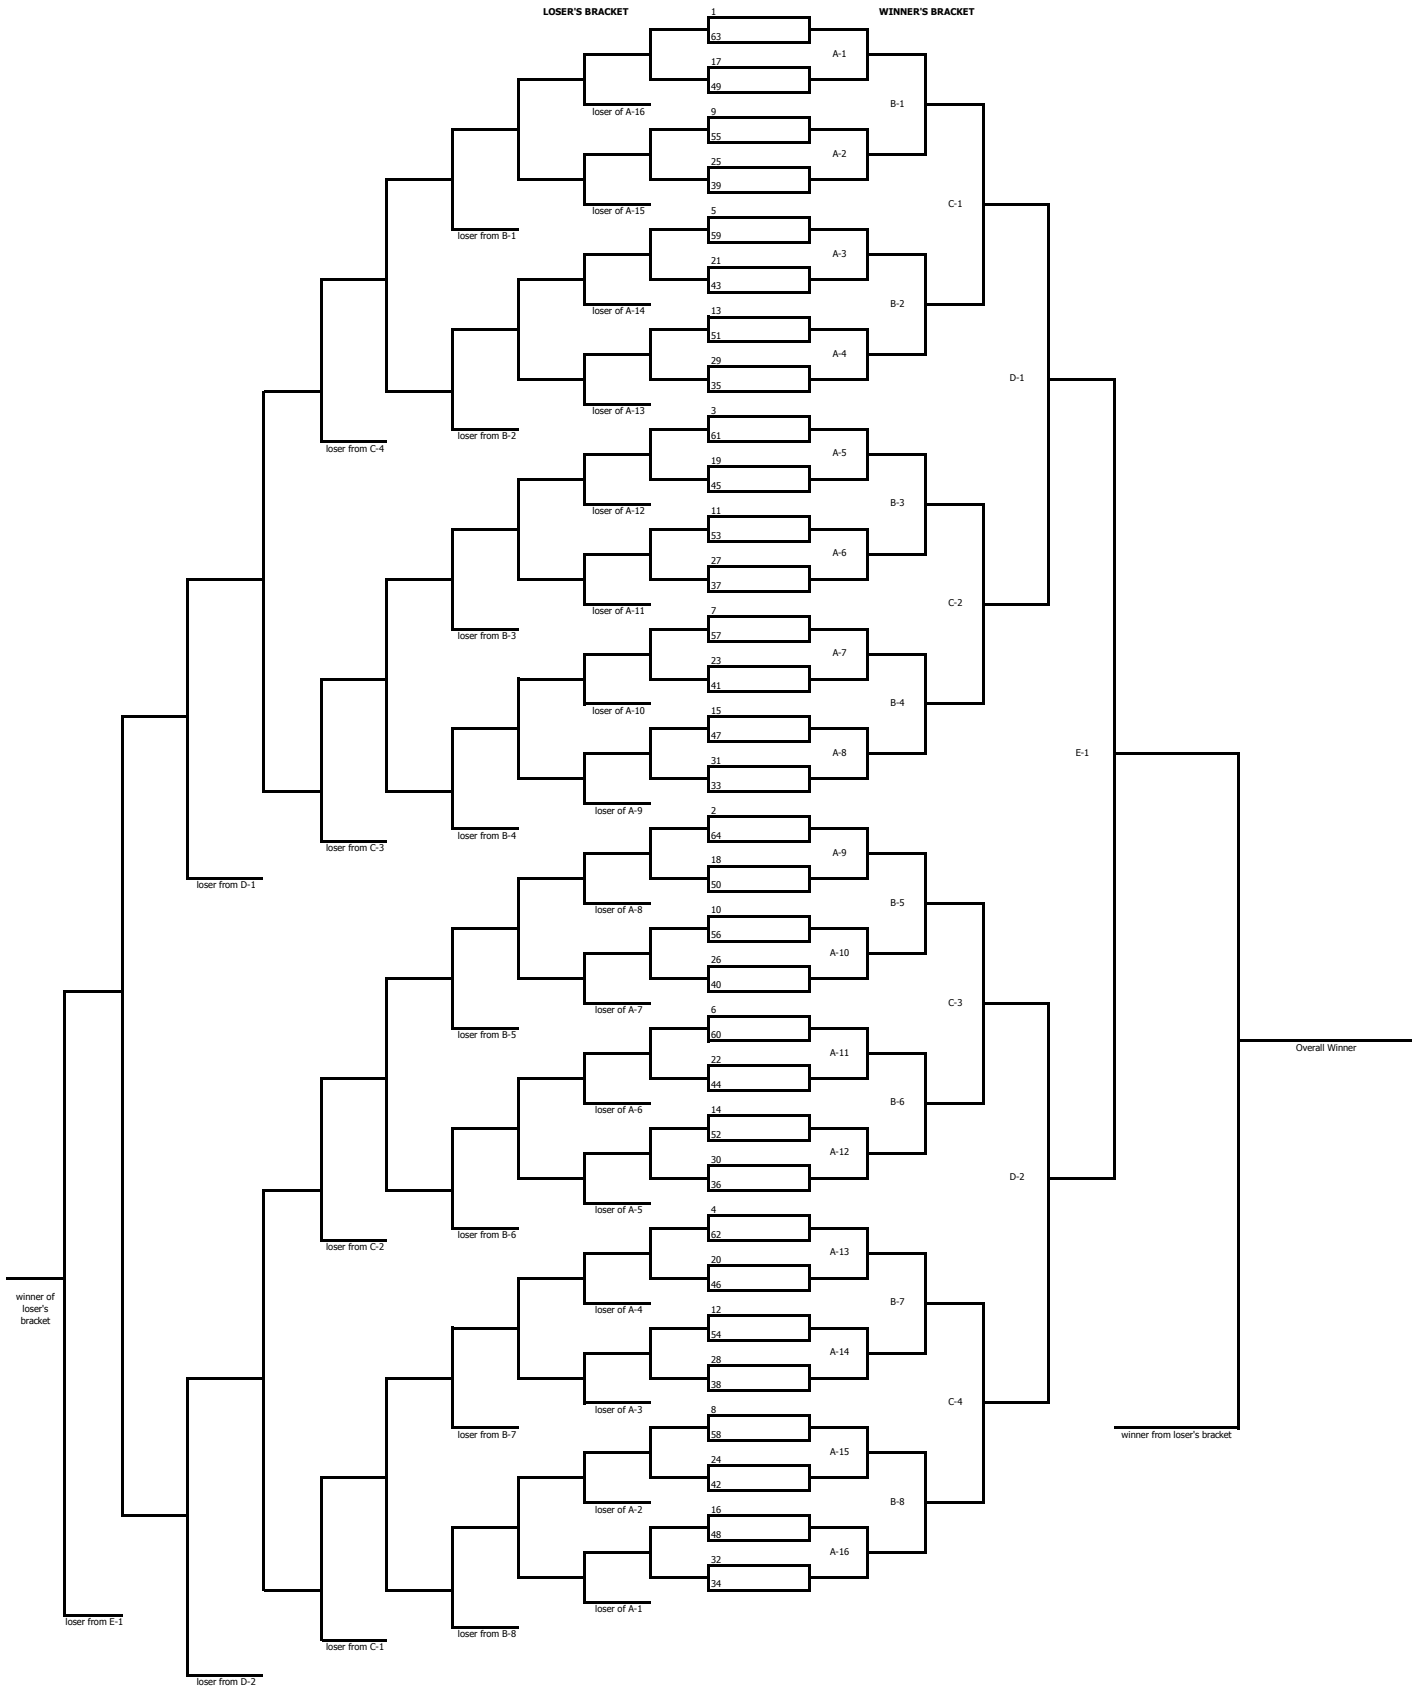 LOSER'S BRACKET
WINNER'S BRACKET
1
63
A-1
17
49
B-1
loser of A-16
9
55
A-2
25
39
C-1
loser of A-15
5
59
loser from B-1
A-3
21
43
B-2
loser of A-14
13
51
A-4
29
D-1
35
loser of A-13
3
61
loser from B-2
loser from C-4
A-5
19
45
B-3
loser of A-12
11
53
A-6
27
37
C-2
loser of A-11
7
57
loser from B-3
A-7
23
41
B-4
loser of A-10
15
47
A-8
E-1
31
33
loser of A-9
2
64
loser from B-4
loser from C-3
A-9
18
50
loser from D-1
B-5
loser of A-8
10
56
A-10
26
40
C-3
loser of A-7
6
60
loser from B-5
Overall Winner
A-11
22
44
B-6
loser of A-6
14
52
A-12
30
D-2
36
loser of A-5
4
62
loser from B-6
loser from C-2
A-13
20
46
winner of
loser's
bracket
B-7
loser of A-4
12
54
A-14
28
38
C-4
loser of A-3
8
58
loser from B-7
winner from loser's bracket
A-15
24
42
B-8
loser of A-2
16
48
A-16
32
34
loser of A-1
loser from E-1
loser from B-8
loser from C-1
loser from D-2